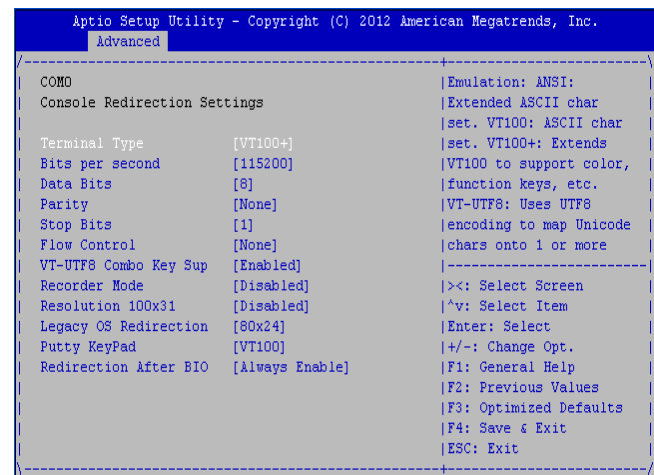 Aptio Setup Utility - Copyright (C) 2012 American Megatrends, Inc.
Advanced
/----------------------------------------------------+-------------------------\
| COM0 |Emulation: ANSI: |
| Console Redirection Settings |Extended ASCII char |
| |set. VT100: ASCII char |
| Terminal Type [VT100+] |set. VT100+: Extends |
| Bits per second [115200] |VT100 to support color, |
| Data Bits [8] |function keys, etc. |
| Parity [None] |VT-UTF8: Uses UTF8 |
| Stop Bits [1] |encoding to map Unicode |
| Flow Control [None] |chars onto 1 or more |
| VT-UTF8 Combo Key Sup [Enabled] |-------------------------|
| Recorder Mode [Disabled] |><: Select Screen |
| Resolution 100x31 [Disabled] |^v: Select Item |
| Legacy OS Redirection [80x24] |Enter: Select |
| Putty KeyPad [VT100] |+/-: Change Opt. |
| Redirection After BIO [Always Enable] |F1: General Help |
| |F2: Previous Values |
| |F3: Optimized Defaults |
| |F4: Save & Exit |
| |ESC: Exit |
\----------------------------------------------------+-------------------------/